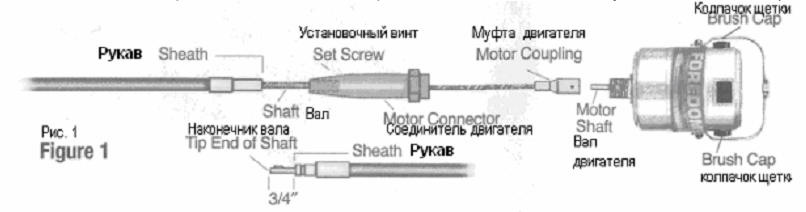 Колпачок щетки
Brush Cap
Установочный винт
Муфта двигателя
Рукав Sheath
Set Screw
Motor Coupling
FOREDOM
Shaft Вал
Motor Connector
Motor
Shaft
Рис. 1
Наконечник вала
Соединитель двигателя
Figure 1
Tip End of Shaft
Sheath Рукав
Вал
двигателя
Brush Cap
колпачок щетки
3/4"